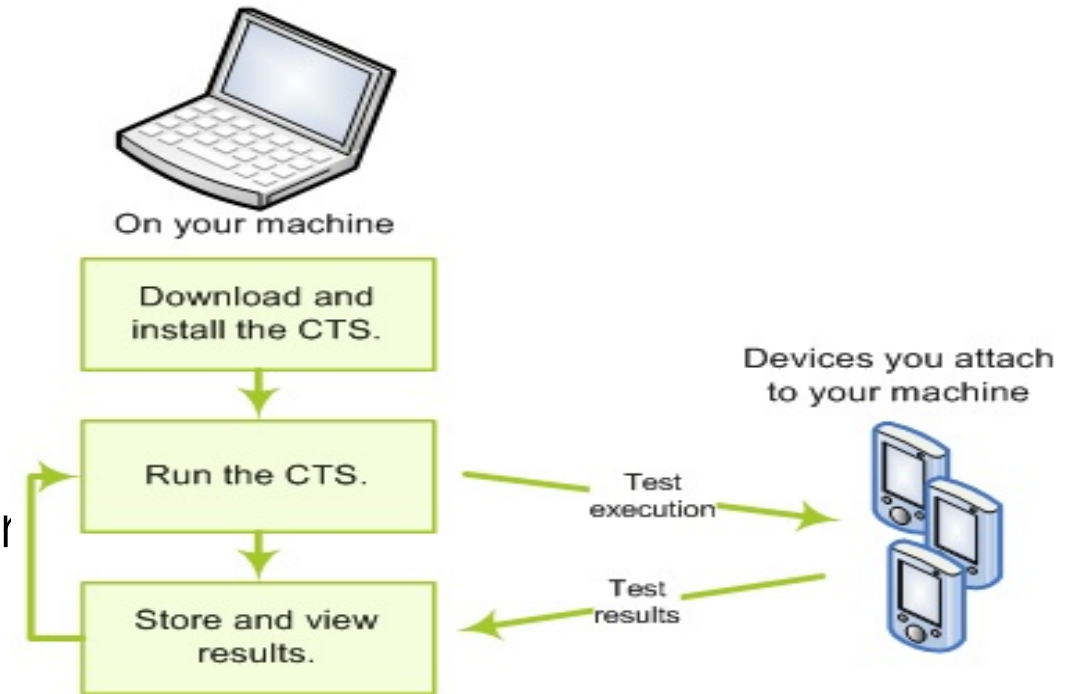 On your machine
Download and
install the CTS.
Devices you attach
to your machine
Run the CTS.
Test
execution
Test
results
Store and view
results.